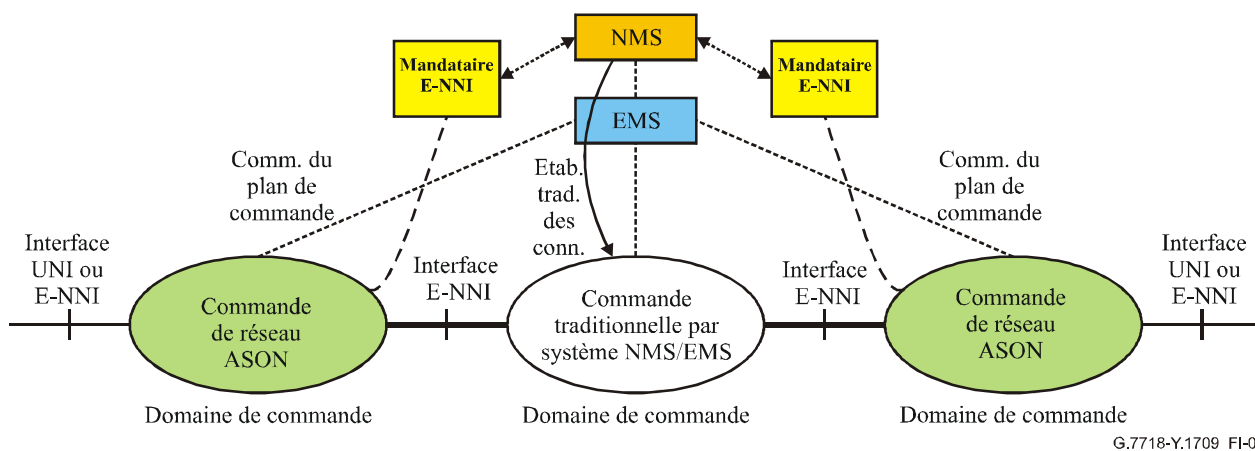 NMS
Mandataire
E-NNI
Mandataire
E-NNI
EMS
Comm. du
plan de
commande
Etab.
trad.
des
conn.
Comm. du
plan de
commande
Interface
UNI ou
E-NNI
Interface
E-NNI
Interface
E-NNI
Interface
UNI ou
E-NNI
Commande
de réseau
ASON
Commande
traditionnelle par
système NMS/EMS
Commande
de réseau
ASON
Domaine de commande
Domaine de commande
Domaine de commande
G.7718-Y.1709 FI-0